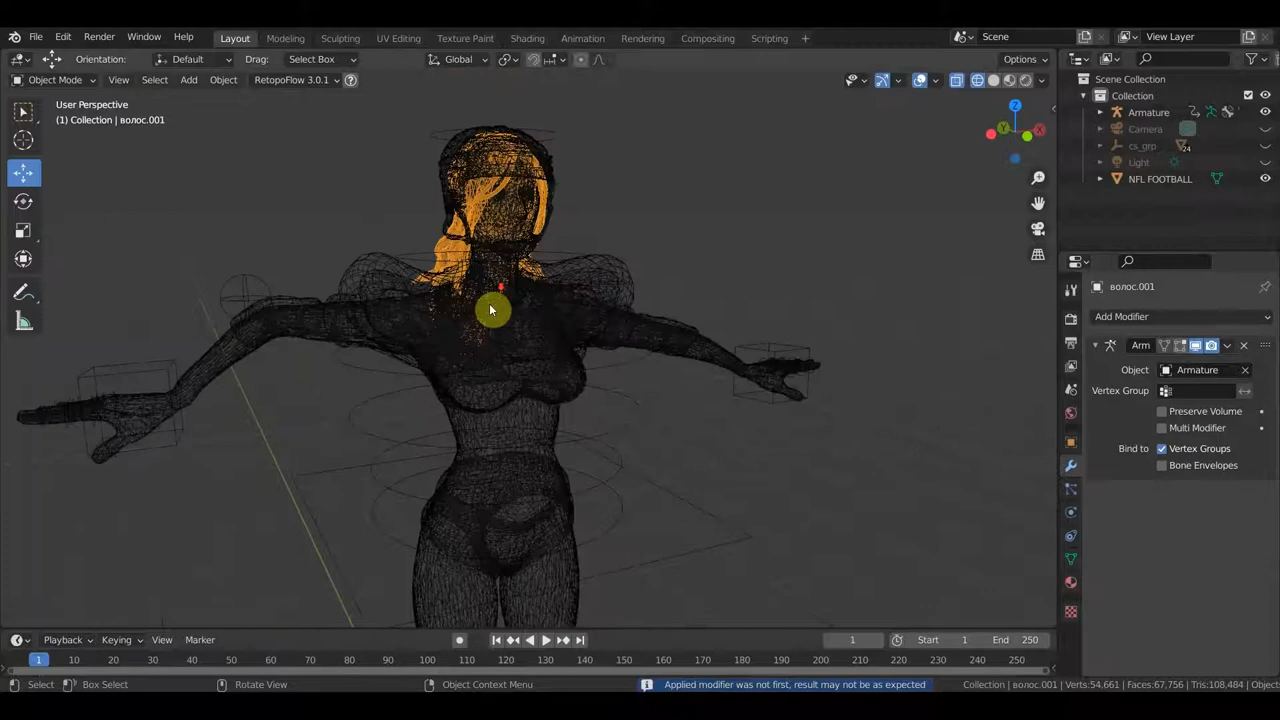 File Edit Render Window Help Layout Modeling Sculpting UV Editing Texture Paint Shading Animation Rendering Compositing Scripting + Scene View Layer
Orientation: Default Drag: Select Box Global Options
Object Mode View Select Add Object RetopoFlow 3.0.1
User Perspective
(1) Collection | волос.001
Z
Y
X
Scene Collection
Collection
Armature
Camera
cs_grp 24
Light
NFL FOOTBALL
волос.001
Add Modifier
Arm
Object Armature
Vertex Group
Preserve Volume
Multi Modifier
Bind to Vertex Groups
Bone Envelopes
Playback Keying View Marker 1 Start 1 End 250
1 10 20 30 40 50 60 70 80 90 100 110 120 130 140 150 160 170 180 190 200 210 220 230 240 250
Select Box Select Rotate View Object Context Menu Applied modifier was not first, result may not be as expected Collection | волос.001 | Verts:54,661 | Faces:67,756 | Tris:108,484 | Objects